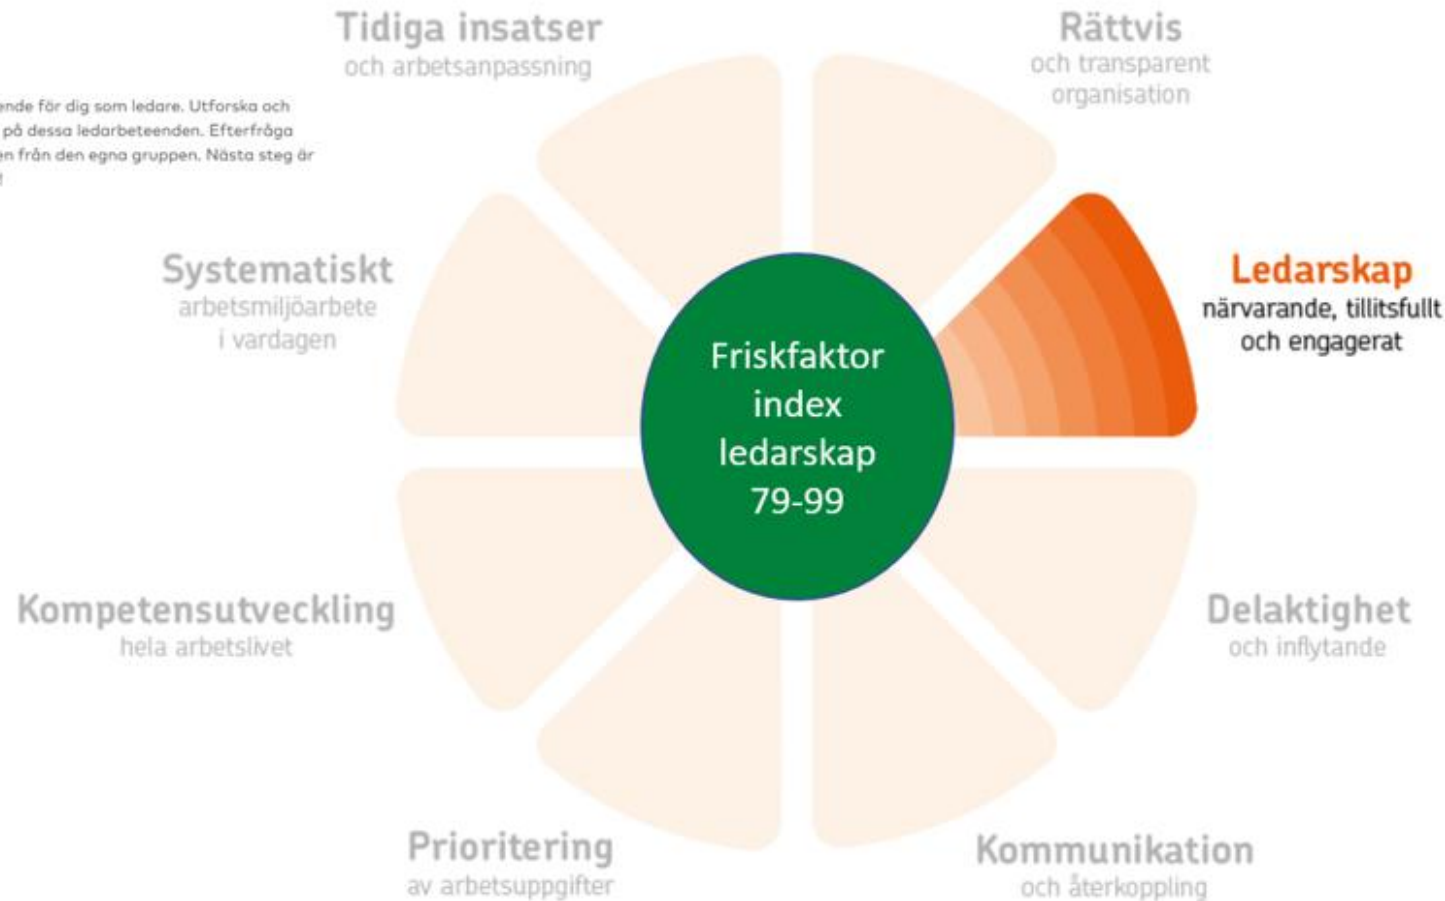 Tidiga insatser
och arbetsanpassning
Rättvis
och transparent
organisation
ende för dig som ledare. Utforska och
på dessa ledarbeteenden. Efterfråga
en från den egna gruppen. Nästa steg är
Systematiskt
arbetsmiljöarbete
i vardagen
Ledarskap
närvarande, tillitsfullt
och engagerat
Friskfaktor
index
ledarskap
79-99
Kompetensutveckling
hela arbetslivet
Delaktighet
och inflytande
Prioritering
av arbetsuppgifter
Kommunikation
och återkoppling